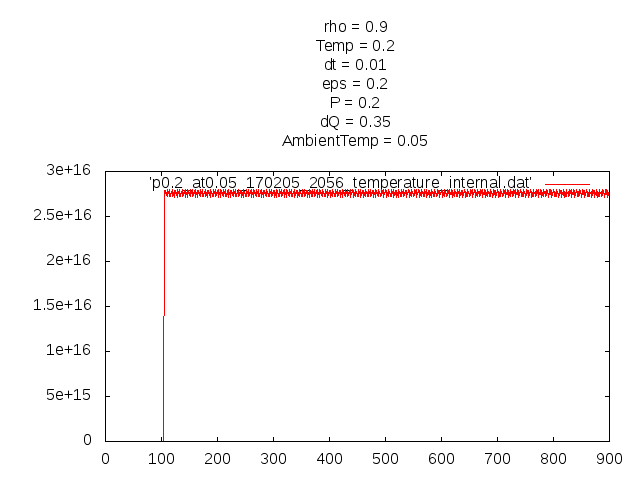 rho = 0.9
Temp = 0.2
dt = 0.01
eps = 0.2
P = 0.2
dQ = 0.35
AmbientTemp = 0.05
3e+16
'p0.2_at0.05_170205_2056_temperature_internal.dat'
2.5e+16
2e+16
1.5e+16
1e+16
5e+15
0
0 100 200 300 400 500 600 700 800 900